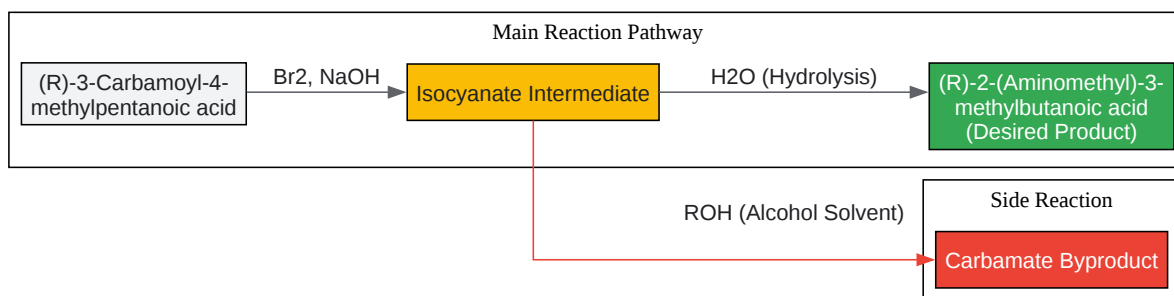 Main Reaction Pathway
(R)-3-Carbamoyl-4-
methylpentanoic acid
Br2, NaOH
Isocyanate Intermediate
H2O (Hydrolysis)
(R)-2-(Aminomethyl)-3-
methylbutanoic acid
(Desired Product)
ROH (Alcohol Solvent)
Side Reaction
Carbamate Byproduct